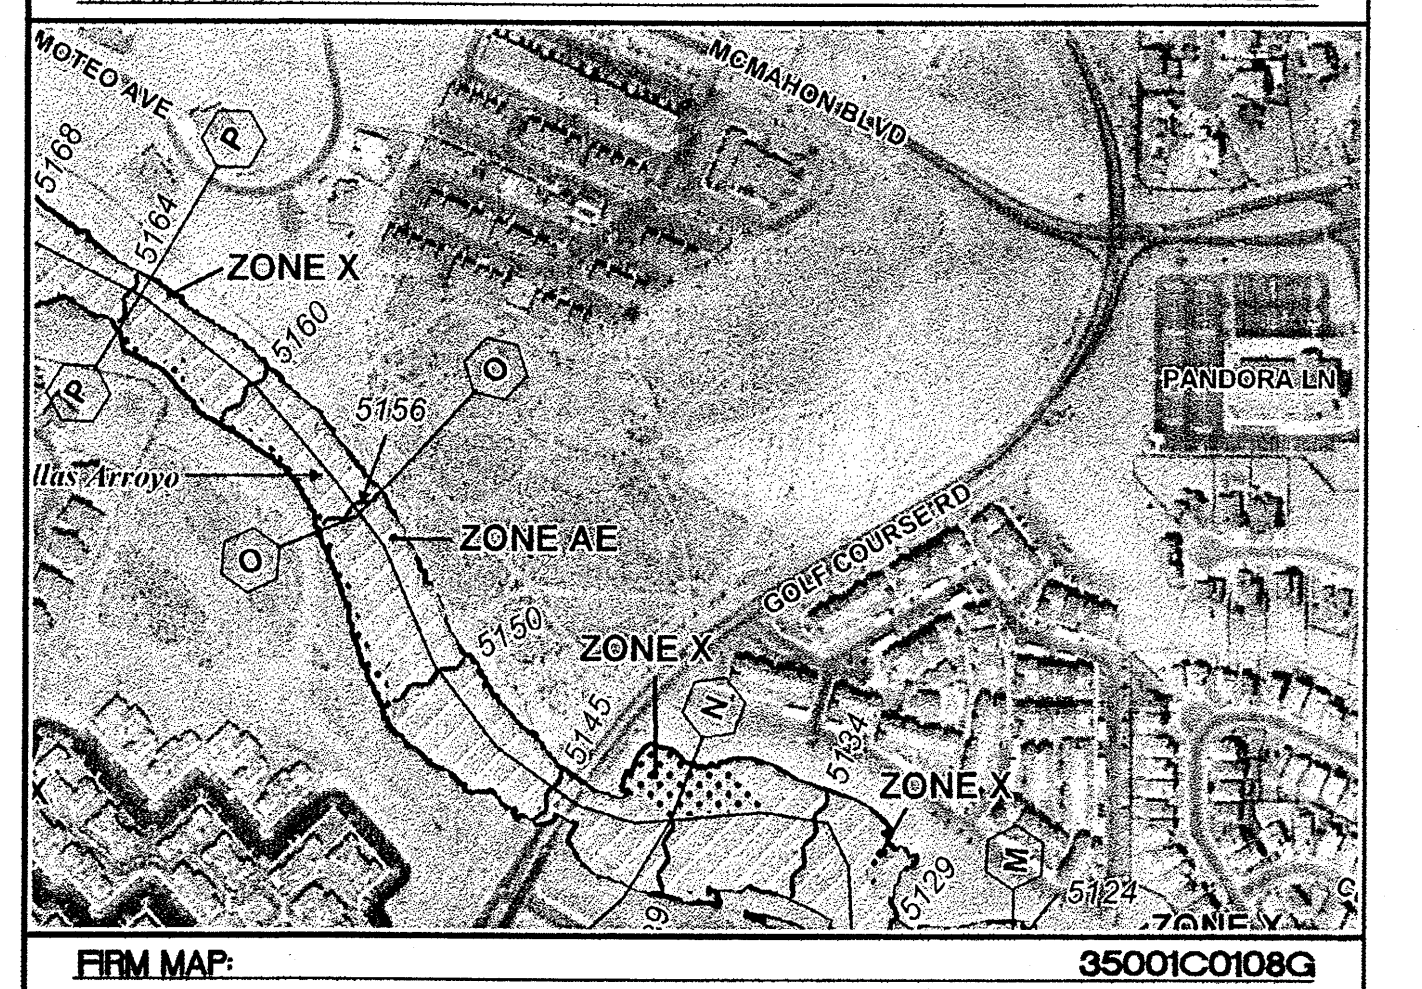 MCMAHON BLVD
MOTEO AVE
P
5168
5164
ZONE X
5160
O
PANDORA LN
P
5156
llas Arroyo
GOLF COURSE RD
ZONE AE
O
5150
ZONE X
N
5145
5134
ZONE X
M
5129
5124
ZONE X
FIRM MAP:
35001C0108G